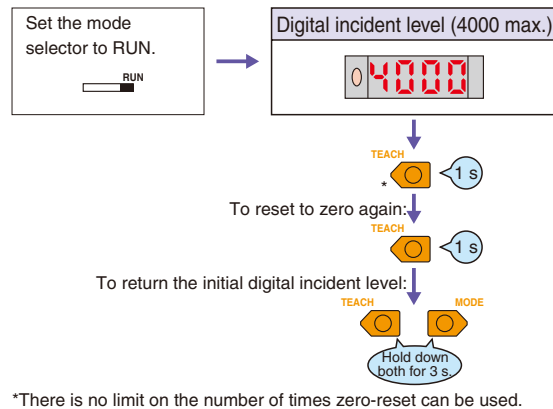 Set the mode
selector to RUN.
RUN
Digital incident level (4000 max.)
4000
TEACH
* 1 s
To reset to zero again:
TEACH
1 s
To return the initial digital incident level:
TEACH MODE
Hold down
both for 3 s.
*There is no limit on the number of times zero-reset can be used.